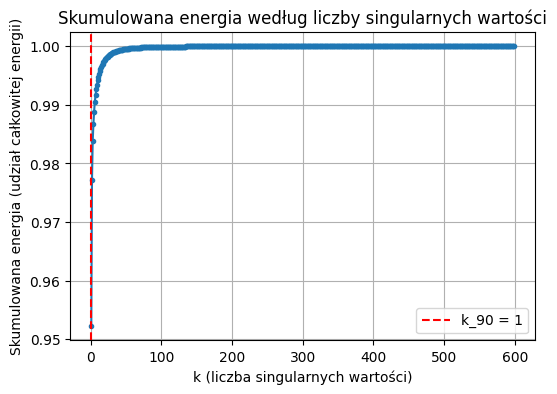 Skumulowana energia według liczby singularnych wartości
Skumulowana energia (udział całkowitej energii)
1.00
0.99
0.98
0.97
0.96
0.95
0 100 200 300 400 500 600
k_90 = 1
k (liczba singularnych wartości)